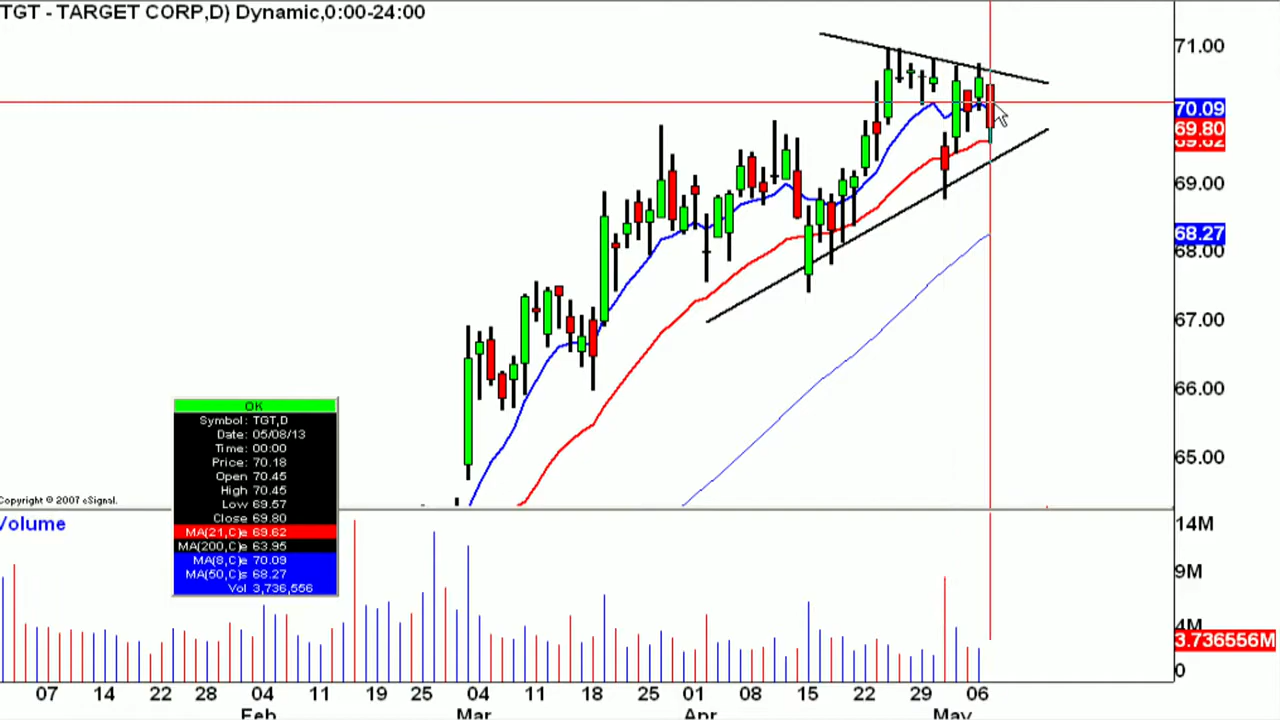 TGT - TARGET CORP,D) Dynamic,0:00-24:00
71.00
70.09
69.80
69.62
69.00
68.27
68.00
67.00
66.00
65.00
OK
Symbol: TGT,D
Date: 05/08/13
Time: 00:00
Price: 70.18
Open 70.45
High 70.45
Low 69.57
Close 69.80
MA(21,C)e 69.62
MA(200,C)e 63.95
MA(8,C)e 70.09
MA(50,C)s 68.27
Vol 3,736,556
Copyright © 2007 eSignal.
Volume
14M
9M
4M
3.736556M
0
07 14 22 28 04 11 19 25 04 11 18 25 01 08 15 22 29 06
Feb Mar Apr May